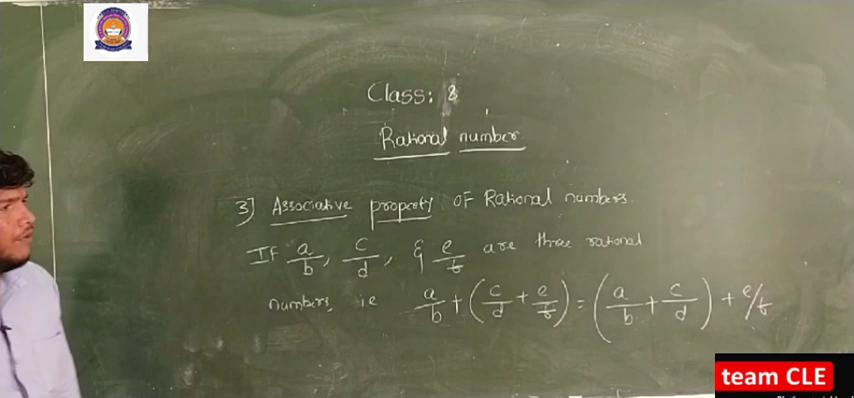 Class: 8
Rational number
3] Associative property OF Rational numbers.
If a/b, c/d, & e/f are three rational
numbers, ie a/b + (c/d + e/f) = (a/b + c/d) + e/f
team CLE